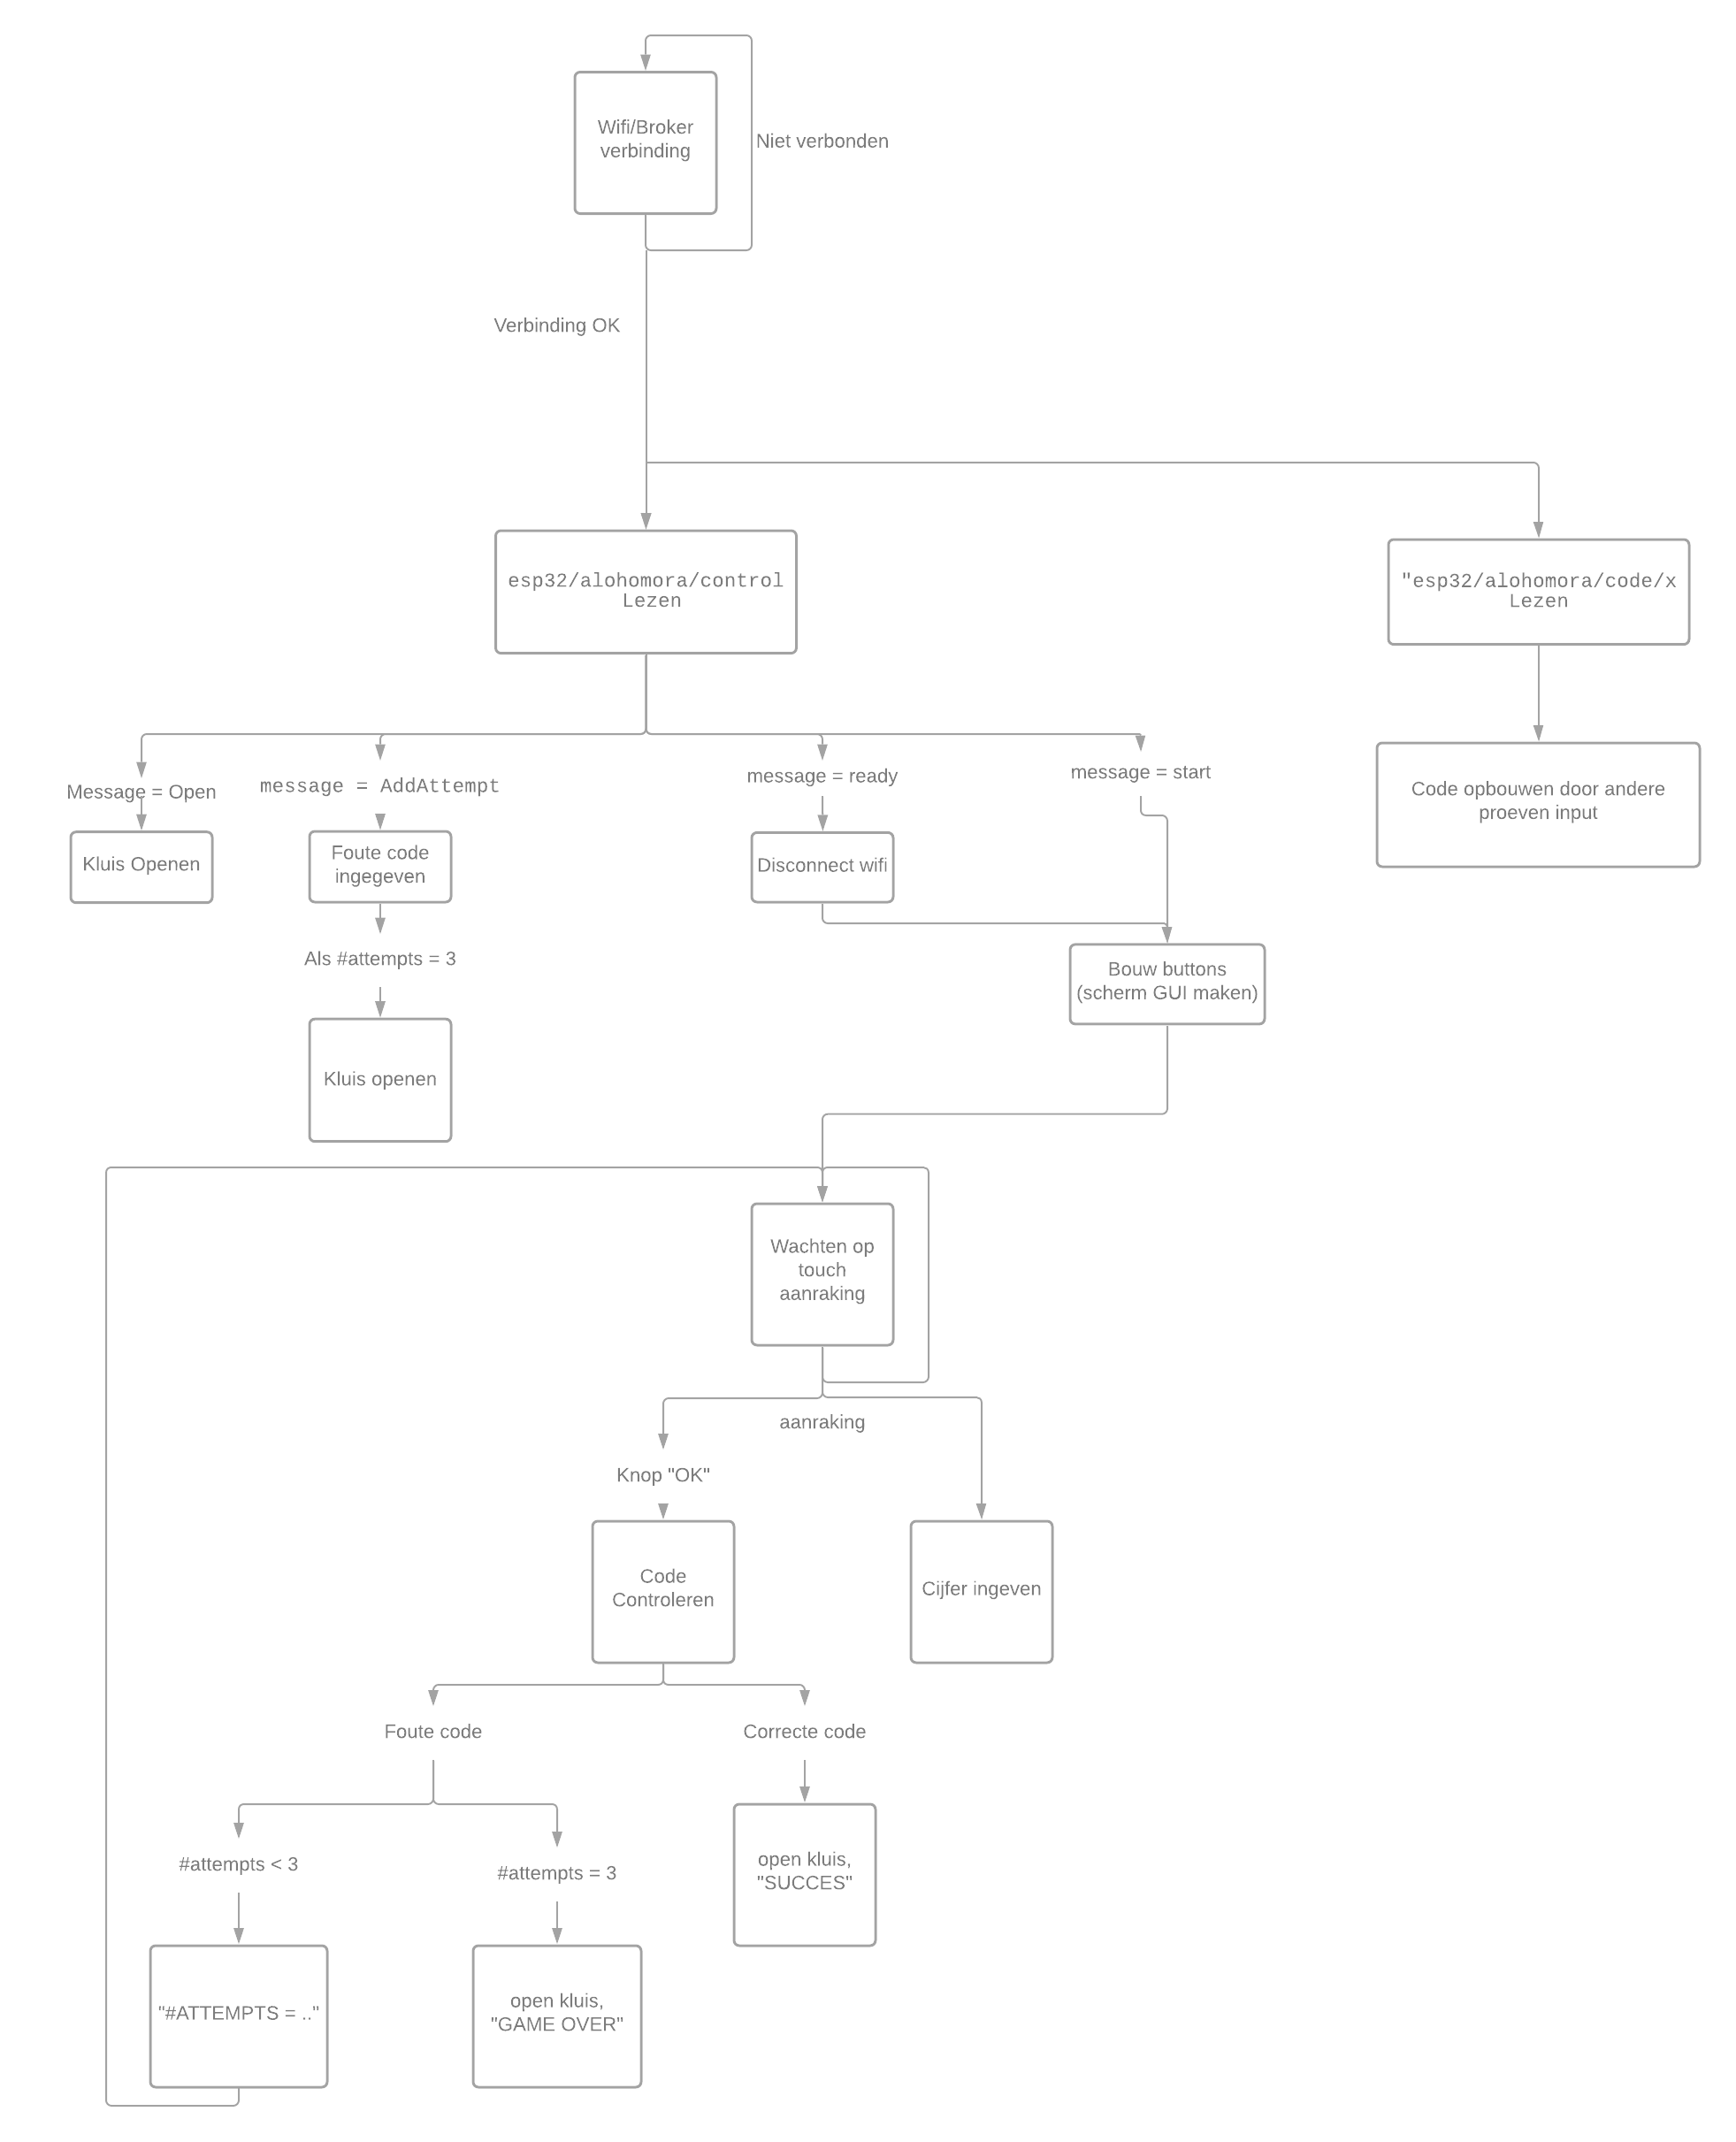 Wifi/Broker
verbinding
Niet verbonden
Verbinding OK
esp32/alohomora/control
Lezen
"esp32/alohomora/code/x
Lezen
Message = Open
message = AddAttempt
message = ready
message = start
Code opbouwen door andere
proeven input
Kluis Openen
Foute code
ingegeven
Disconnect wifi
Als #attempts = 3
Bouw buttons
(scherm GUI maken)
Kluis openen
Wachten op
touch
aanraking
aanraking
Knop "OK"
Code
Controleren
Cijfer ingeven
Foute code
Correcte code
#attempts < 3
#attempts = 3
open kluis,
"SUCCES"
"#ATTEMPTS = .."
open kluis,
"GAME OVER"